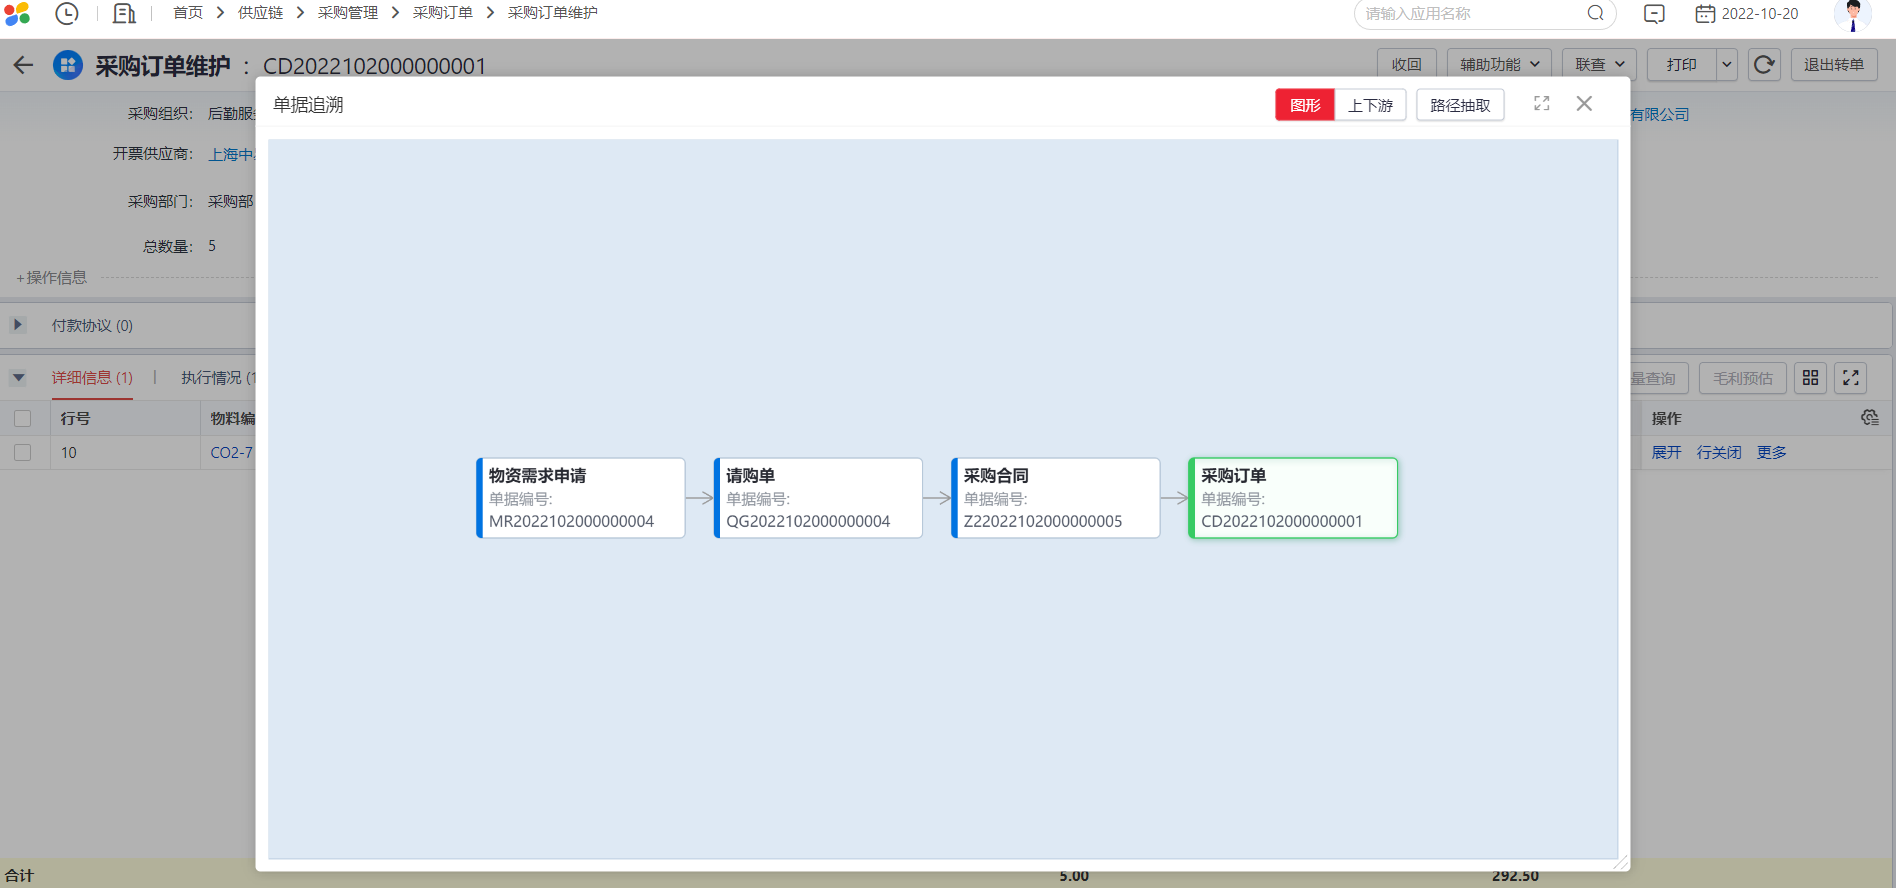 首页 > 供应链 > 采购管理 > 采购订单 > 采购订单维护
请输入应用名称
2022-10-20
采购订单维护 : CD2022102000000001
收回 辅助功能 联查 打印 退出转单
单据追溯
图形 上下游 路径抽取
采购组织: 后勤服
有限公司
开票供应商: 上海中
采购部门: 采购部
总数量: 5
+操作信息
付款协议 (0)
详细信息 (1) | 执行情况 (1
量查询 毛利预估
行号 物料编 操作
10 CO2-7 展开 行关闭 更多
物资需求申请
单据编号:
MR2022102000000004
请购单
单据编号:
QG2022102000000004
采购合同
单据编号:
Z22022102000000005
采购订单
单据编号:
CD2022102000000001
合计 5.00 292.50